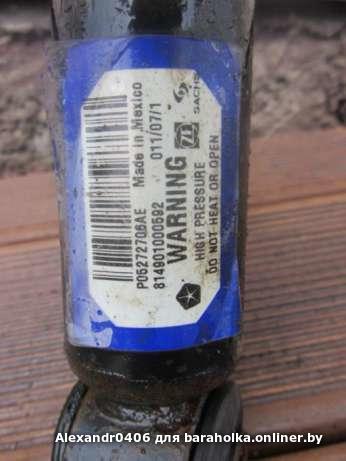 P05272706AE Made in Mexico
814901000592 011/07/1
WARNING
ZF SACHS
HIGH PRESSURE
DO NOT HEAT OR OPEN
Alexandr0406 для baraholka.onliner.by